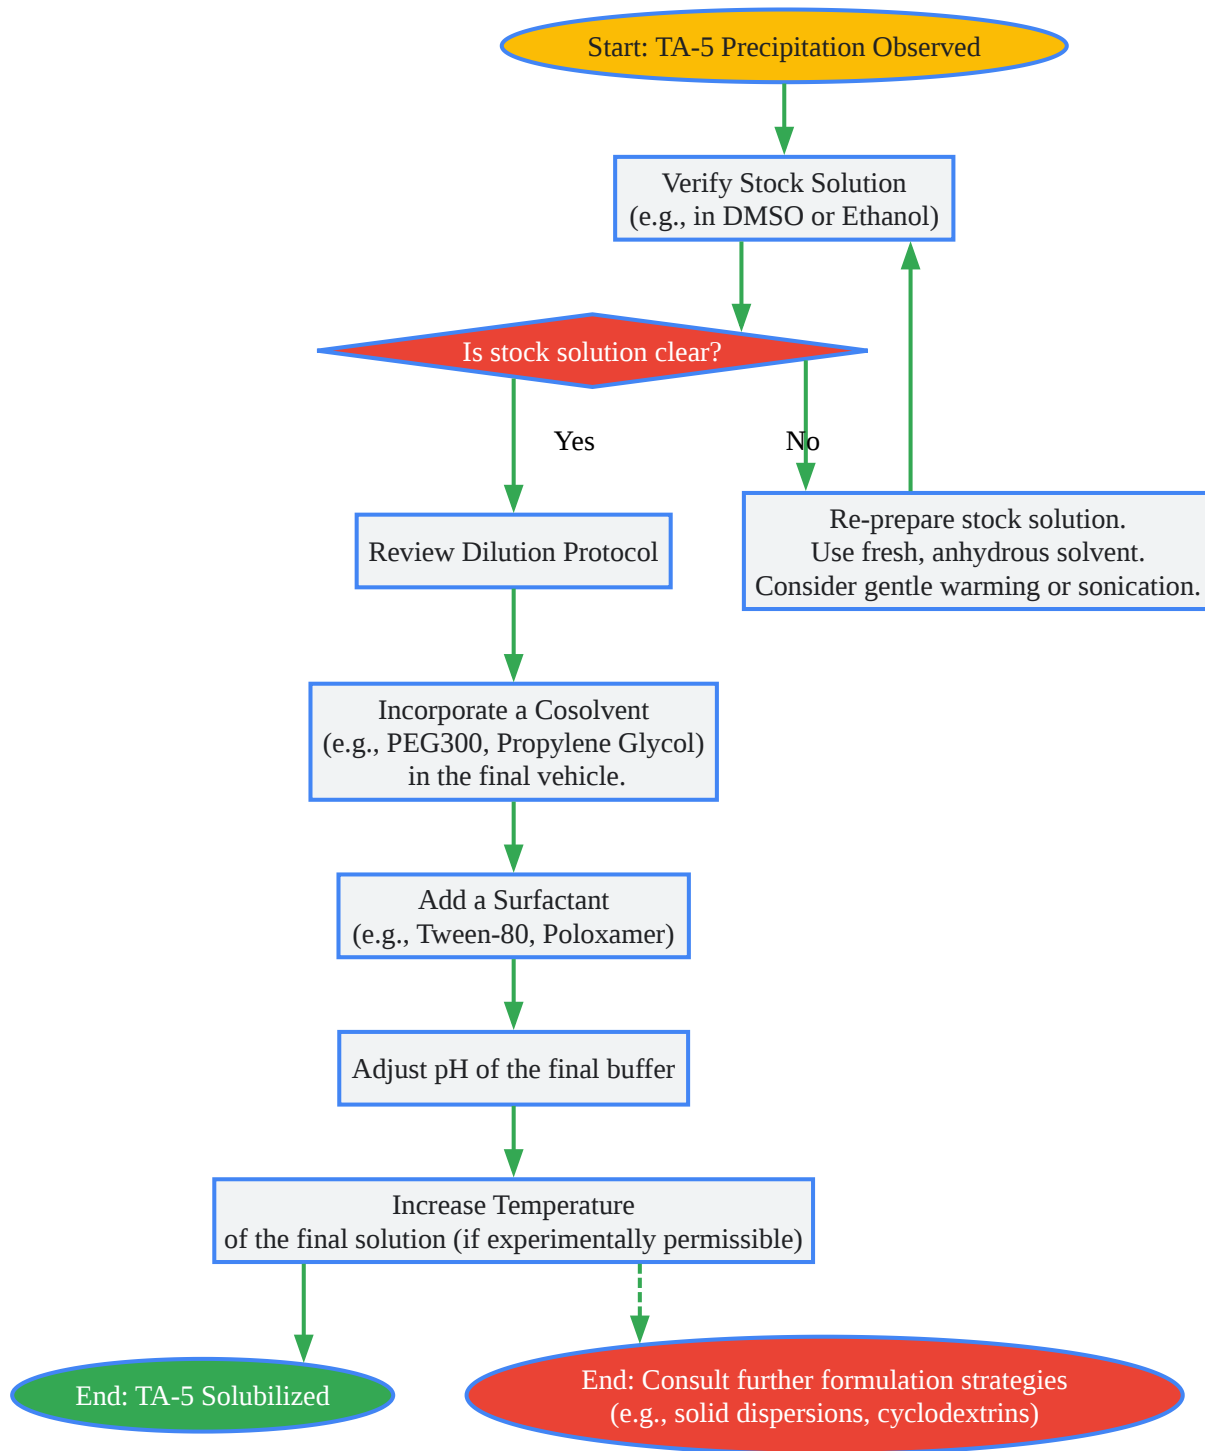 Start: TA-5 Precipitation Observed
Verify Stock Solution
(e.g., in DMSO or Ethanol)
Is stock solution clear?
Yes
No
Re-prepare stock solution.
Use fresh, anhydrous solvent.
Consider gentle warming or sonication.
Review Dilution Protocol
Incorporate a Cosolvent
(e.g., PEG300, Propylene Glycol)
in the final vehicle.
Add a Surfactant
(e.g., Tween-80, Poloxamer)
Adjust pH of the final buffer
Increase Temperature
of the final solution (if experimentally permissible)
End: TA-5 Solubilized
End: Consult further formulation strategies
(e.g., solid dispersions, cyclodextrins)